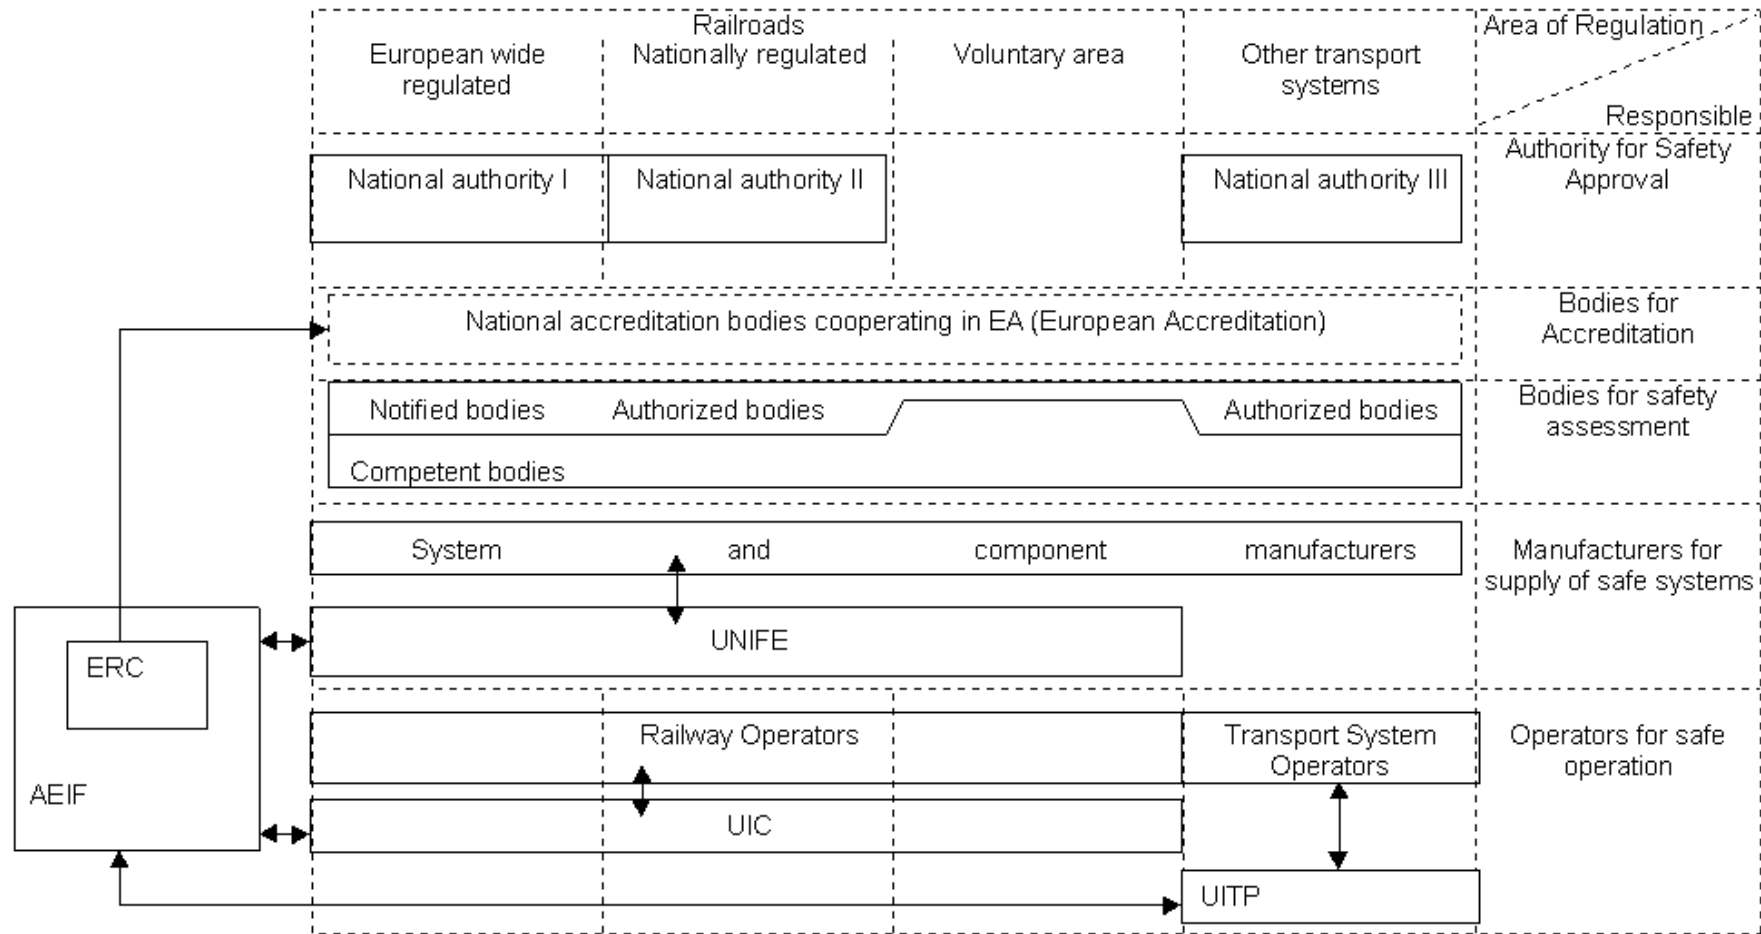 Railroads
European wide
regulated
Nationally regulated
Voluntary area
Other transport
systems
Area of Regulation
Responsible
National authority I
National authority II
National authority III
Authority for Safety
Approval
National accreditation bodies cooperating in EA (European Accreditation)
Bodies for
Accreditation
Notified bodies
Authorized bodies
Authorized bodies
Competent bodies
Bodies for safety
assessment
System and component manufacturers
Manufacturers for
supply of safe systems
UNIFE
ERC
AEIF
Railway Operators
Transport System
Operators
Operators for safe
operation
UIC
UITP